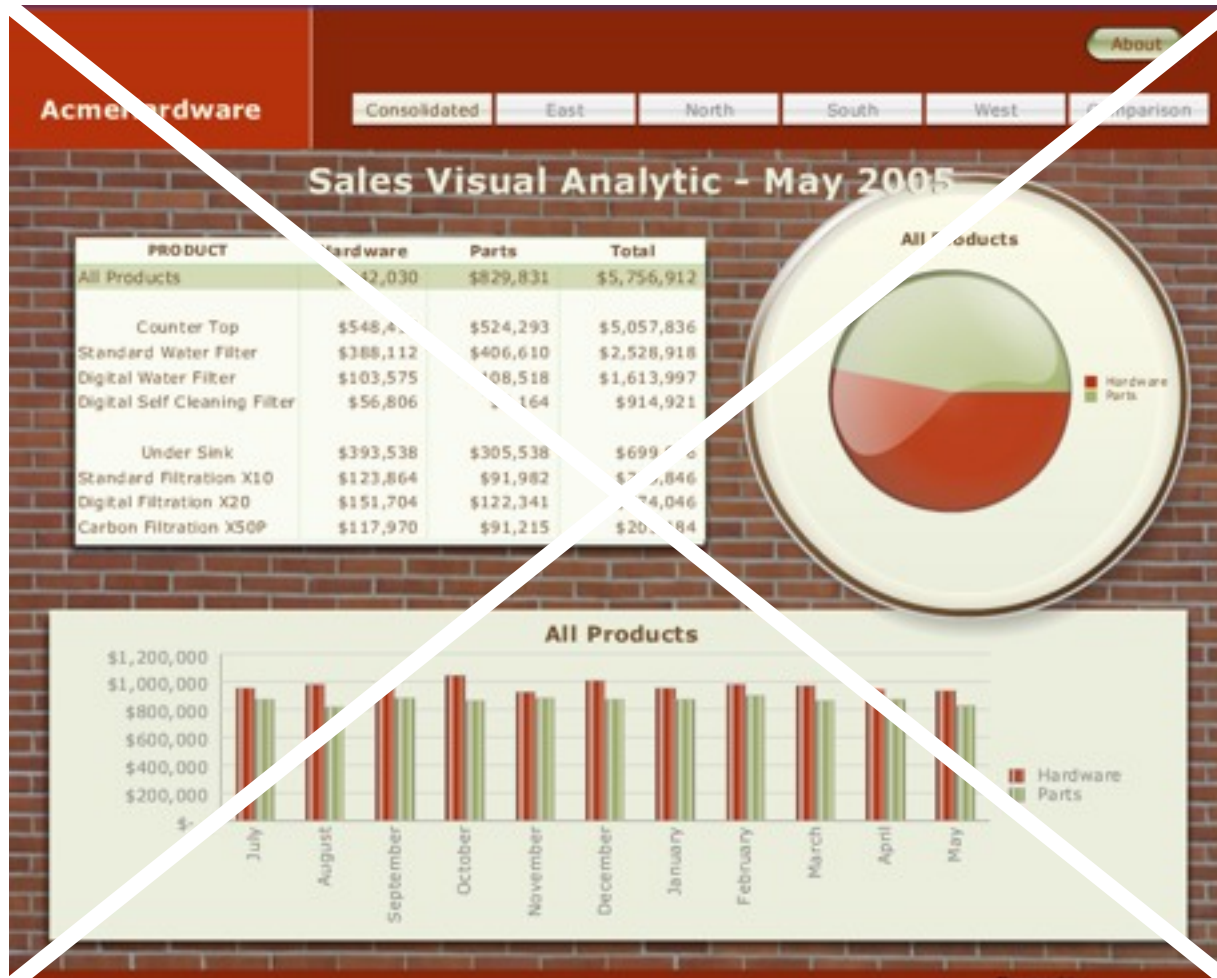 About
Consolidated East North South West
Sales Visual Analytic - May 2005
All
PRODUCT Parts Total
All Products $829,831 $5,756,912
Counter Top $524,293 $5,057,836
Standard Water Filter $388,112 $406,610 $2,528,918
Digital Water Filter $103,575 $1,613,997
Digital Self Cleaning Filter $56,806 $914,921
Under Sink $393,538 $305,538
Standard Filtration X10 $123,864 $91,982
Digital Filtration X20 $151,704 $122,341
Carbon Filtration X50P $117,970 $91,215
Hardware
Parts
All Products
$1,200,000
$1,000,000
$800,000
$600,000
$400,000
$200,000
July August September October November December January February March April May
Hardware
Parts